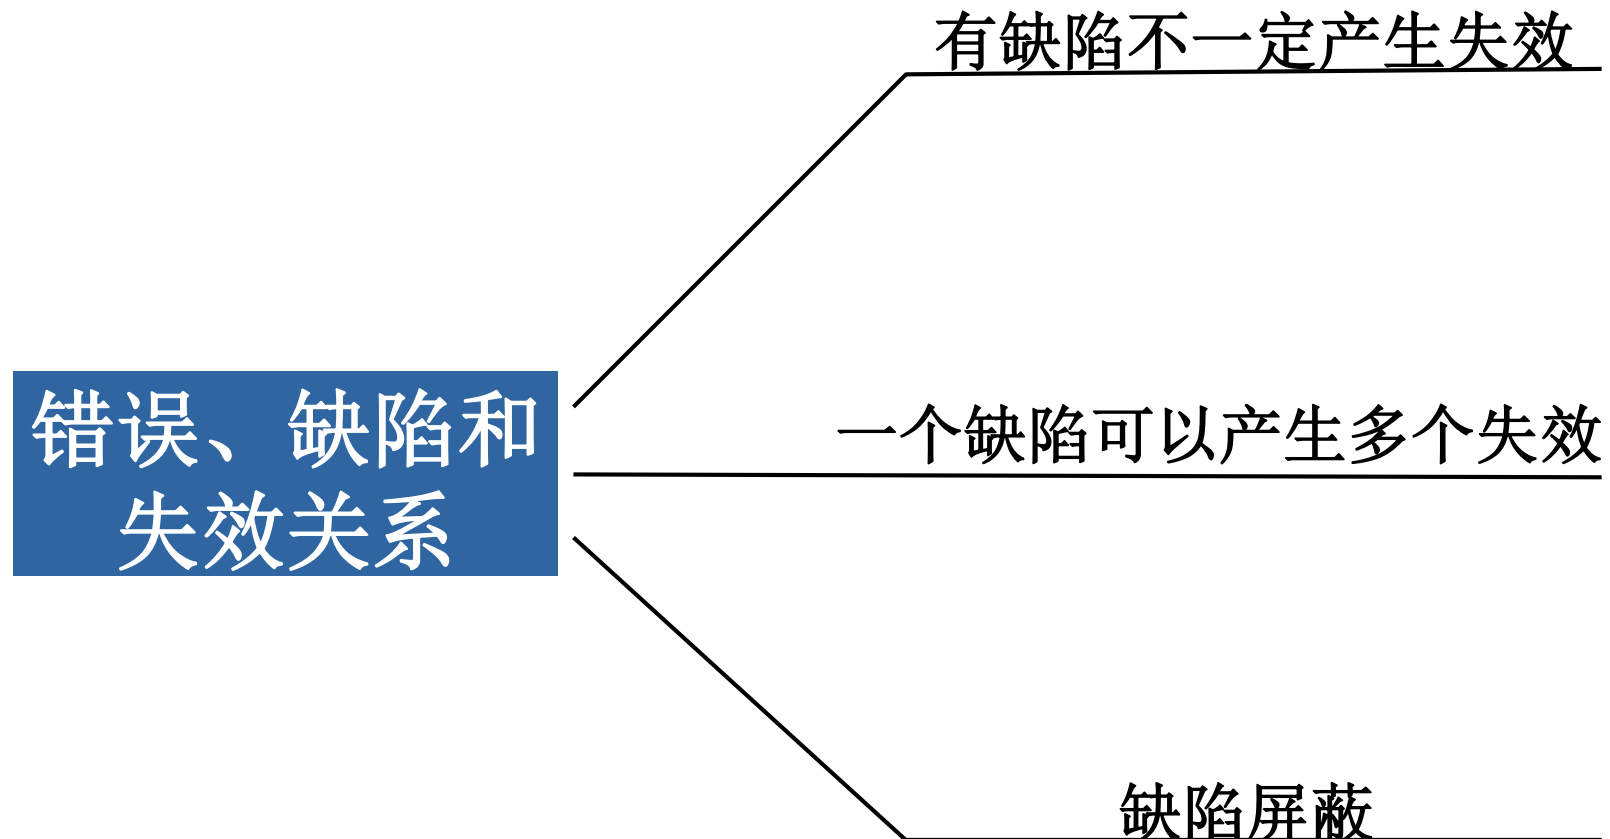 有缺陷不一定产生失效
错误、缺陷和
失效关系
一个缺陷可以产生多个失效
缺陷屏蔽